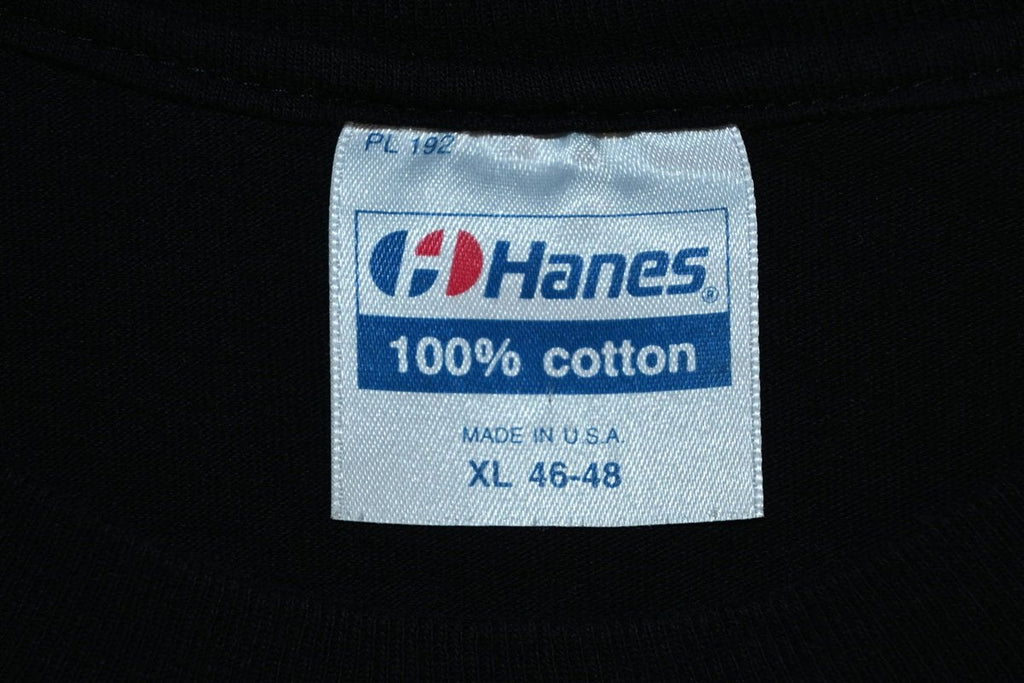 PL 192
Hanes®
100% cotton
MADE IN U.S.A.
XL 46-48